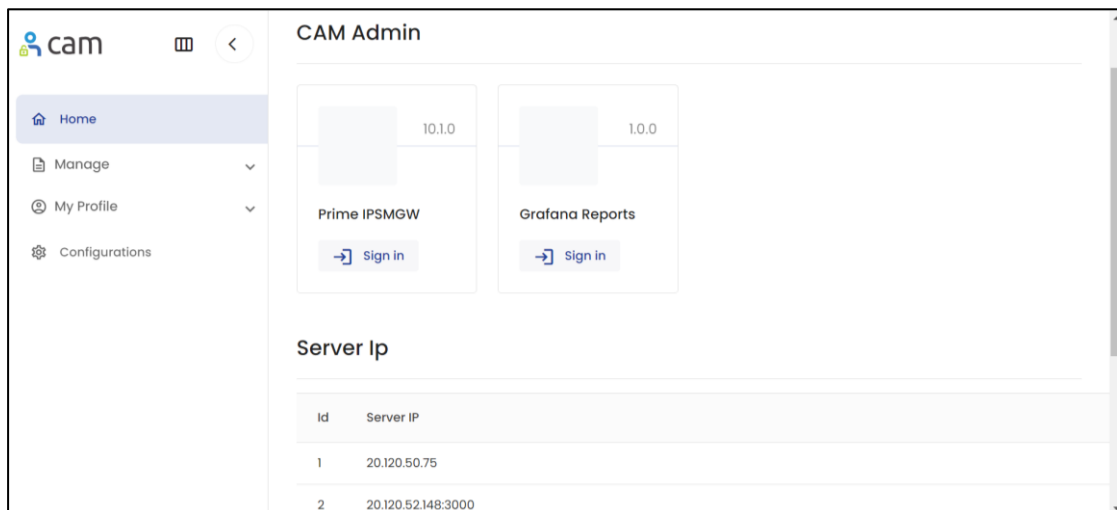 cam
Home
Manage
My Profile
Configurations
CAM Admin
10.1.0
Prime IPSMGW
Sign in
1.0.0
Grafana Reports
Sign in
Server Ip
Id Server IP
1 20.120.50.75
2 20.120.52.148:3000